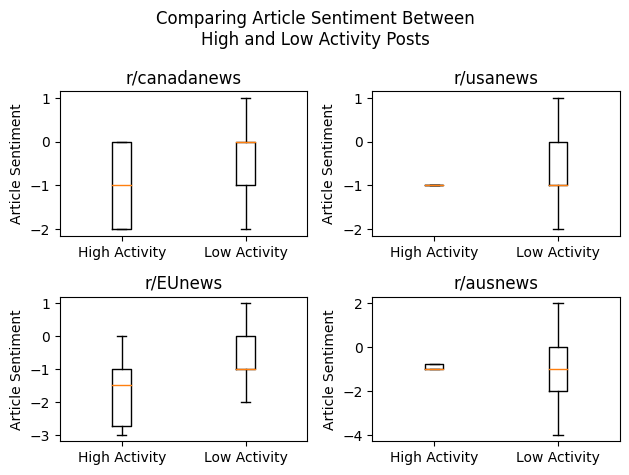 Comparing Article Sentiment Between
High and Low Activity Posts
r/canadanews
Article Sentiment
1
0
−1
−2
High Activity
Low Activity
r/usanews
Article Sentiment
1
0
−1
−2
High Activity
Low Activity
r/EUnews
Article Sentiment
1
0
−1
−2
−3
High Activity
Low Activity
r/ausnews
Article Sentiment
2
0
−2
−4
High Activity
Low Activity